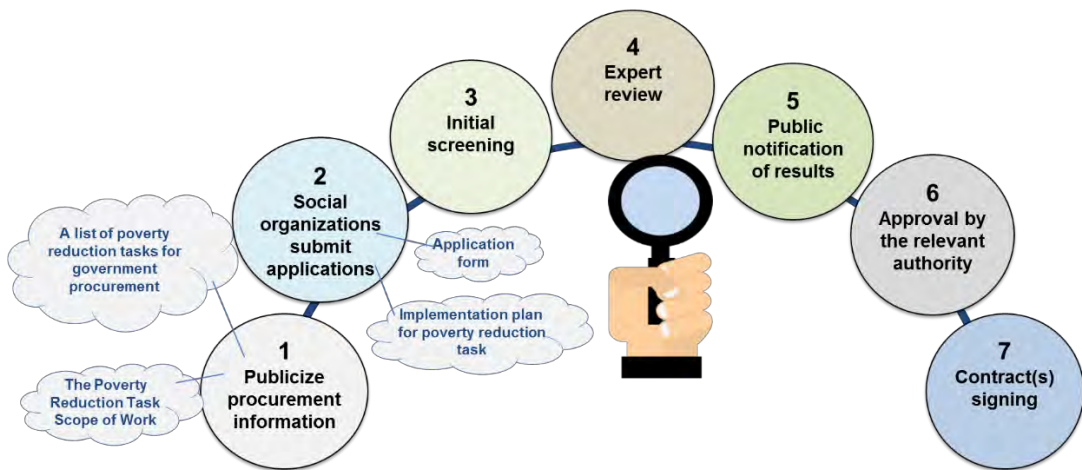 1
Publicize
procurement
information
A list of poverty
reduction tasks for
government
procurement
The Poverty
Reduction Task
Scope of Work
2
Social
organizations
submit
applications
Application
form
Implementation plan
for poverty reduction
task
3
Initial
screening
4
Expert
review
5
Public
notification
of results
6
Approval by
the relevant
authority
7
Contract(s)
signing